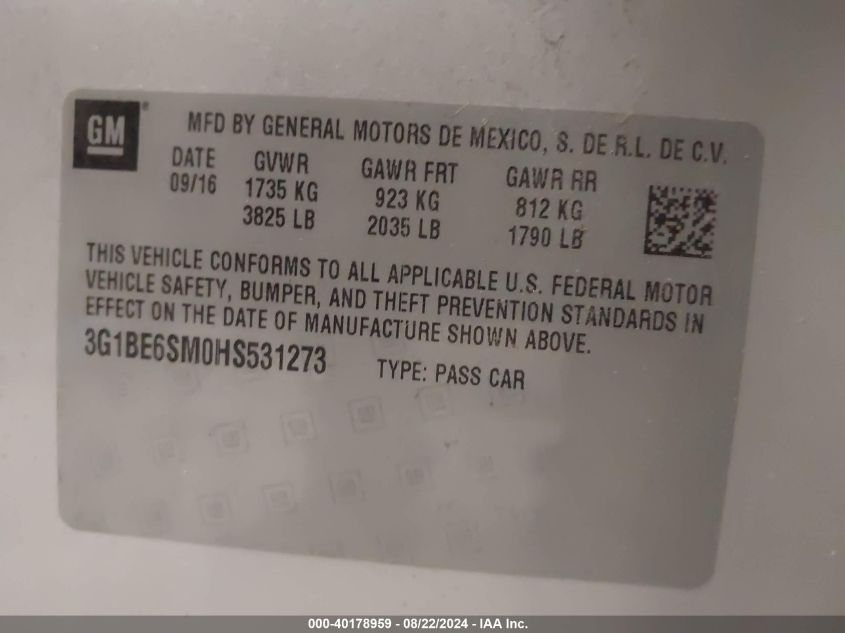 GM®
MFD BY GENERAL MOTORS DE MEXICO, S. DE R.L. DE C.V.
DATE GVWR GAWR FRT GAWR RR
09/16 1735 KG 923 KG 812 KG
3825 LB 2035 LB 1790 LB
THIS VEHICLE CONFORMS TO ALL APPLICABLE U.S. FEDERAL MOTOR
VEHICLE SAFETY, BUMPER, AND THEFT PREVENTION STANDARDS IN
EFFECT ON THE DATE OF MANUFACTURE SHOWN ABOVE.
3G1BE6SM0HS531273 TYPE: PASS CAR
000-40178959 - 08/22/2024 - IAA Inc.